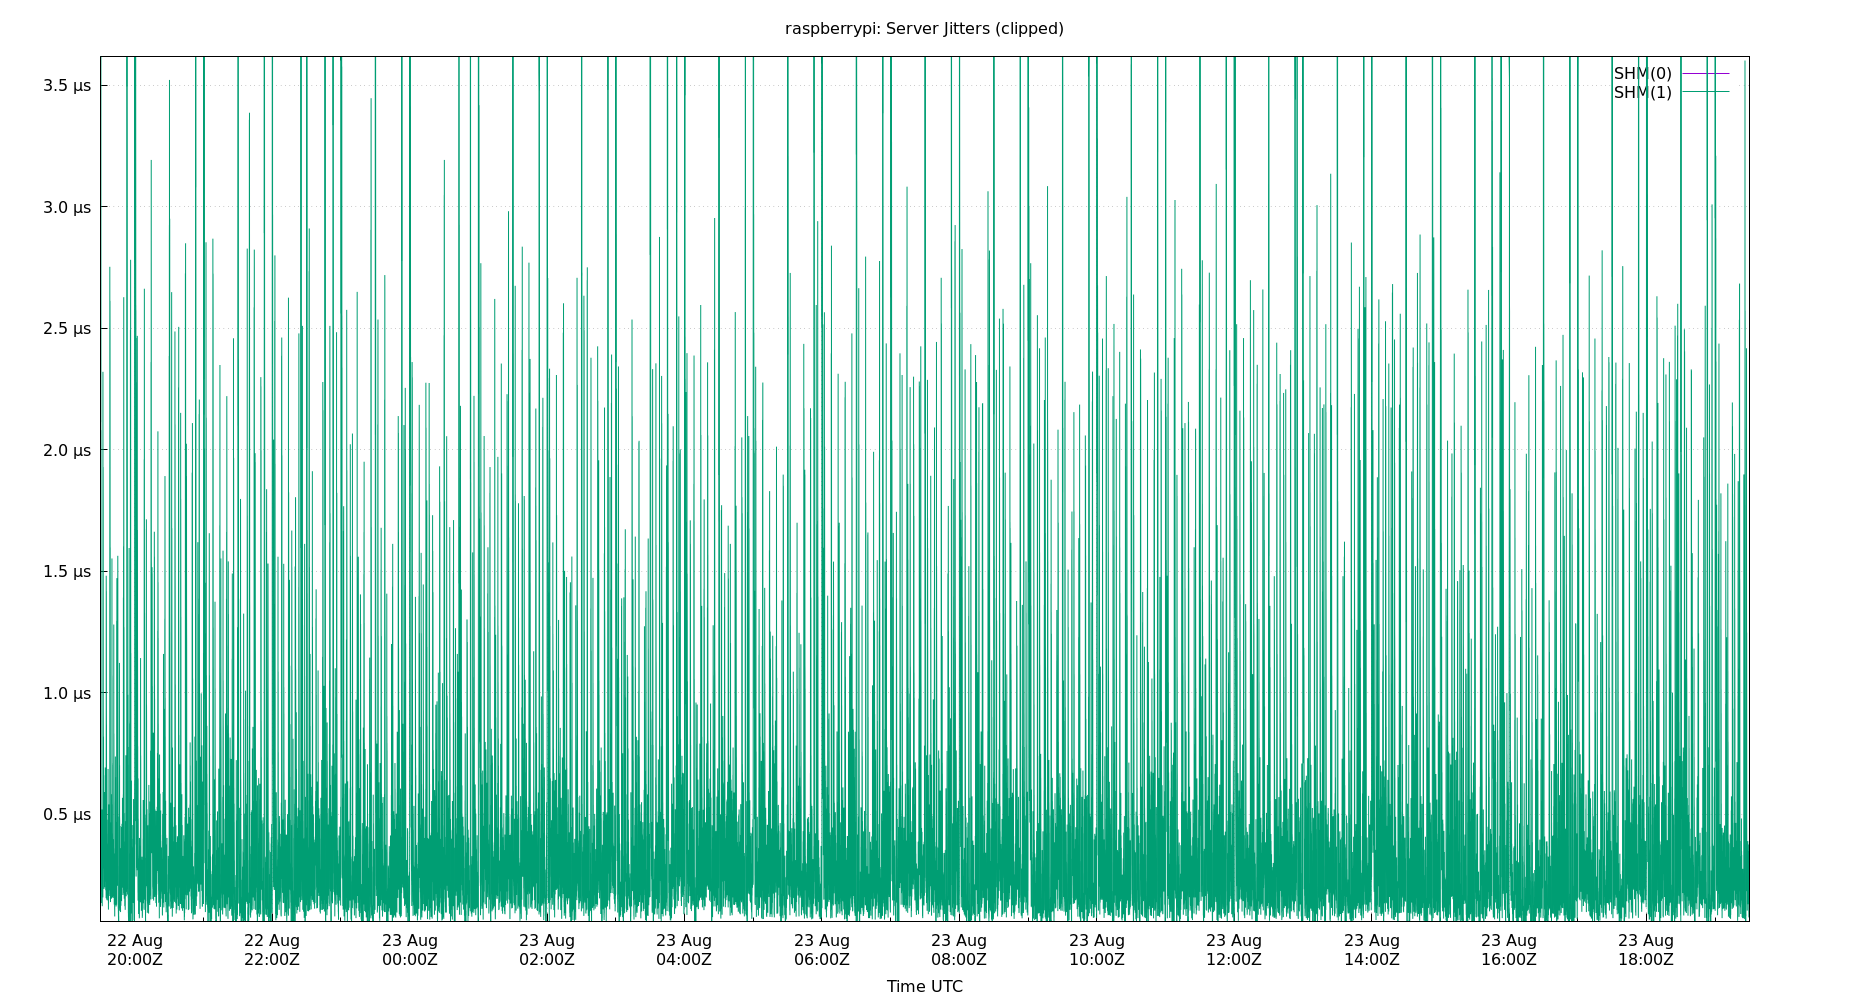 raspberrypi: Server Jitters (clipped)
SHM(0)
SHM(1)
3.5 µs
3.0 µs
2.5 µs
2.0 µs
1.5 µs
1.0 µs
0.5 µs
22 Aug 22 Aug 23 Aug 23 Aug 23 Aug 23 Aug 23 Aug 23 Aug 23 Aug 23 Aug 23 Aug 23 Aug
20:00Z 22:00Z 00:00Z 02:00Z 04:00Z 06:00Z 08:00Z 10:00Z 12:00Z 14:00Z 16:00Z 18:00Z
Time UTC